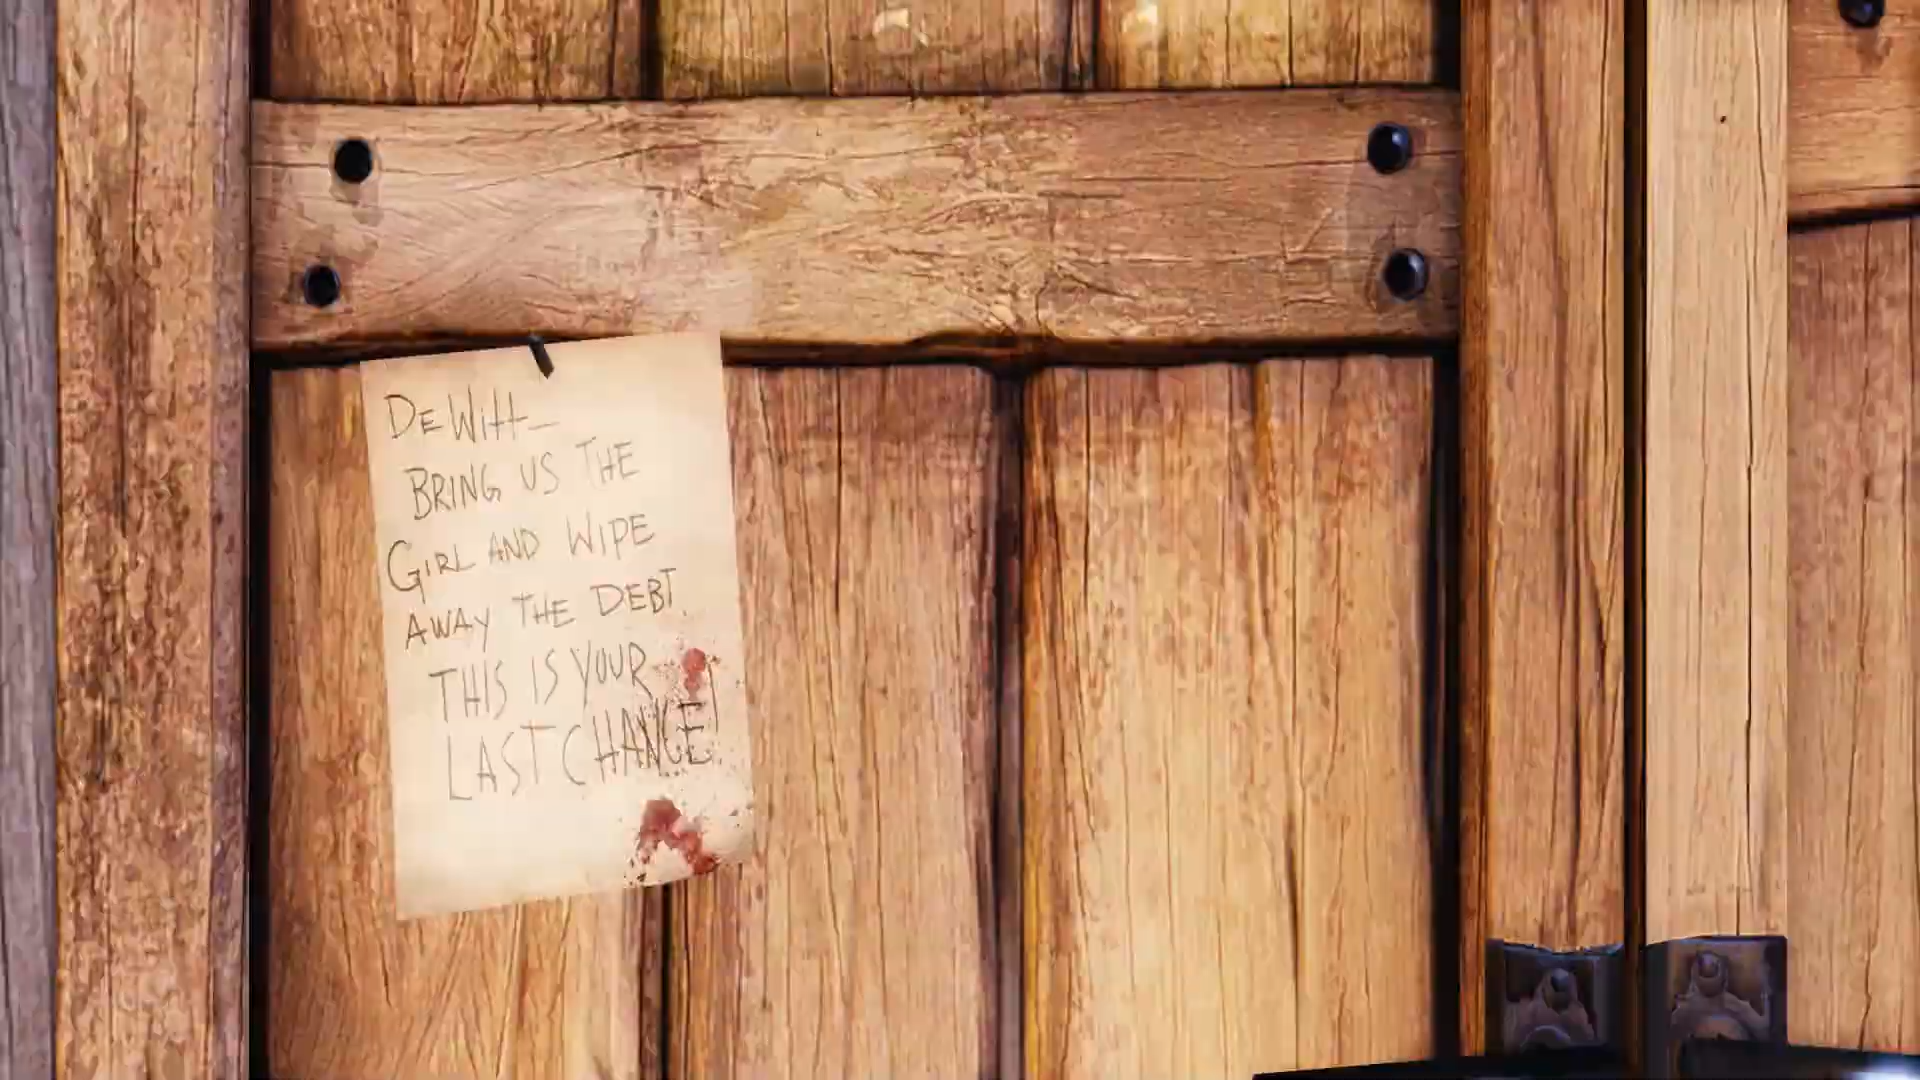 DeWitt—
BRING US THE
GIRL AND WIPE
AWAY THE DEBT.
THIS IS YOUR
LAST CHANCE!